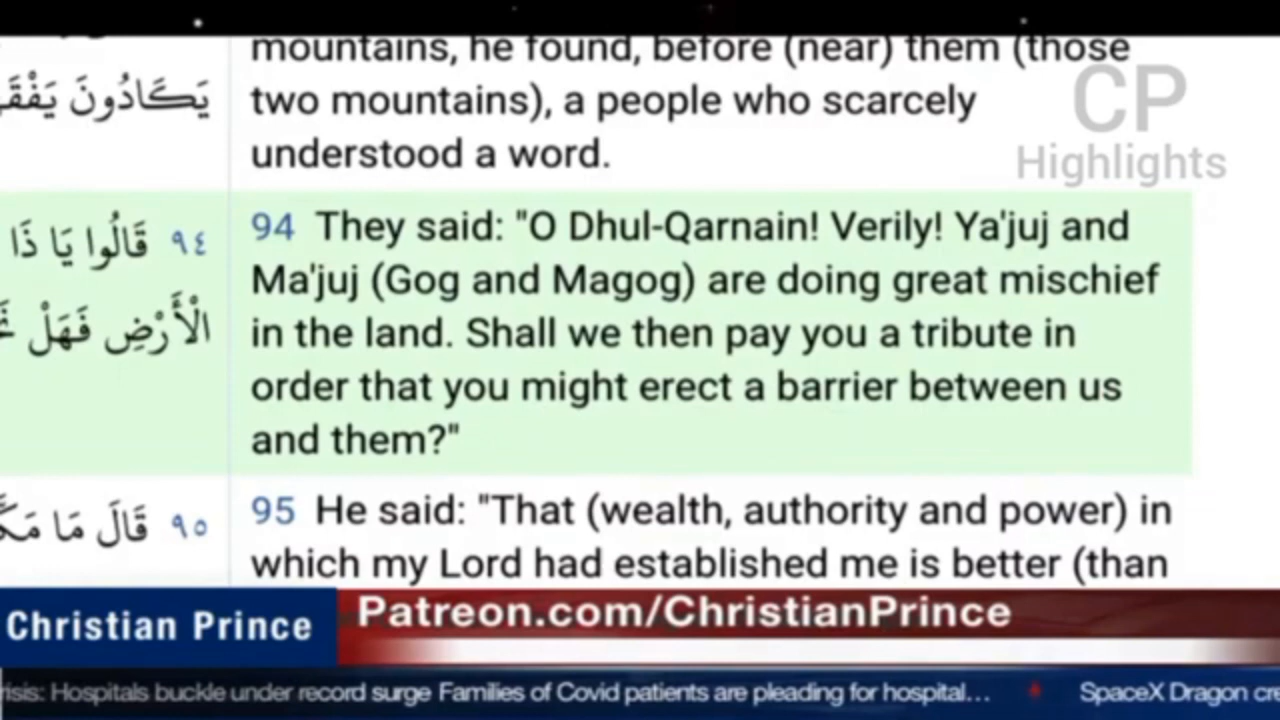 mountains, he found, before (near) them (those
CP
Highlights
يَكَادُونَ
two mountains), a people who scarcely
understood a word.
٩٤ قَالُوا يَا ذَا
94 They said: "O Dhul-Qarnain! Verily! Ya'juj and
Ma'juj (Gog and Magog) are doing great mischief
الْأَرْضِ فَهَلْ
in the land. Shall we then pay you a tribute in
order that you might erect a barrier between us
and them?"
٩٥ قَالَ مَا
95 He said: "That (wealth, authority and power) in
which my Lord had established me is better (than
Christian Prince
Patreon.com/ChristianPrince
risis: Hospitals buckle under record surge Families of Covid patients are pleading for hospital... SpaceX Dragon cre